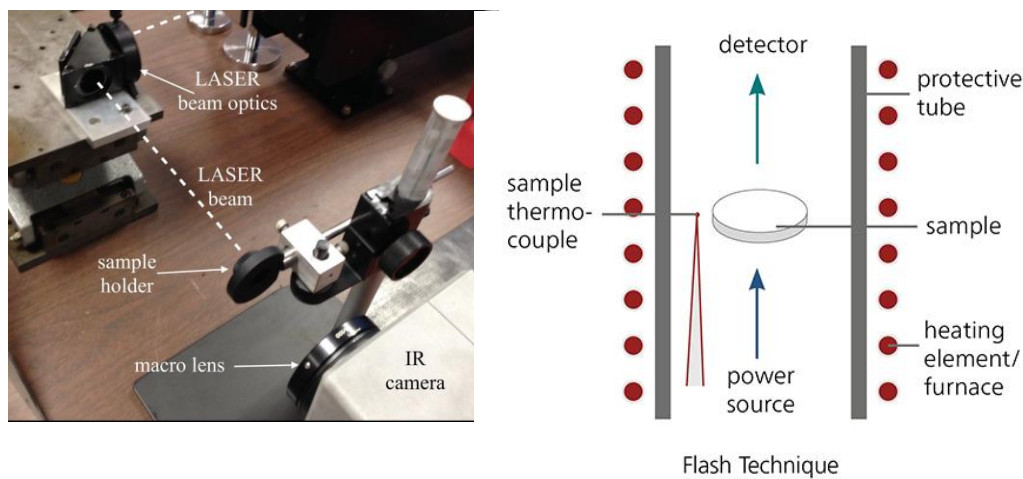 LASER
beam optics
LASER
beam
sample
holder
macro lens
IR
camera
detector
protective
tube
sample
thermo-
couple
sample
heating
element/
furnace
power
source
Flash Technique